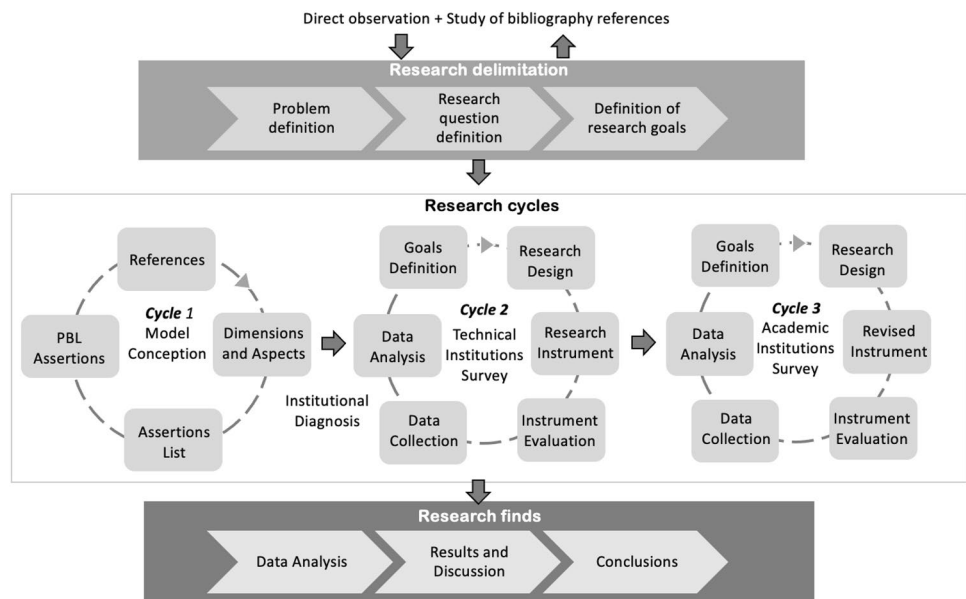 Direct observation + Study of bibliography references
Research delimitation
Problem
definition
Research
question
definition
Definition of
research goals
Research cycles
References
Cycle 1
Model
Conception
PBL
Assertions
Dimensions
and Aspects
Assertions
List
Goals
Definition
Research
Design
Cycle 2
Technical
Institutions
Survey
Data
Analysis
Research
Instrument
Institutional
Diagnosis
Data
Collection
Instrument
Evaluation
Goals
Definition
Research
Design
Cycle 3
Academic
Institutions
Survey
Data
Analysis
Revised
Instrument
Data
Collection
Instrument
Evaluation
Research finds
Data Analysis
Results and
Discussion
Conclusions